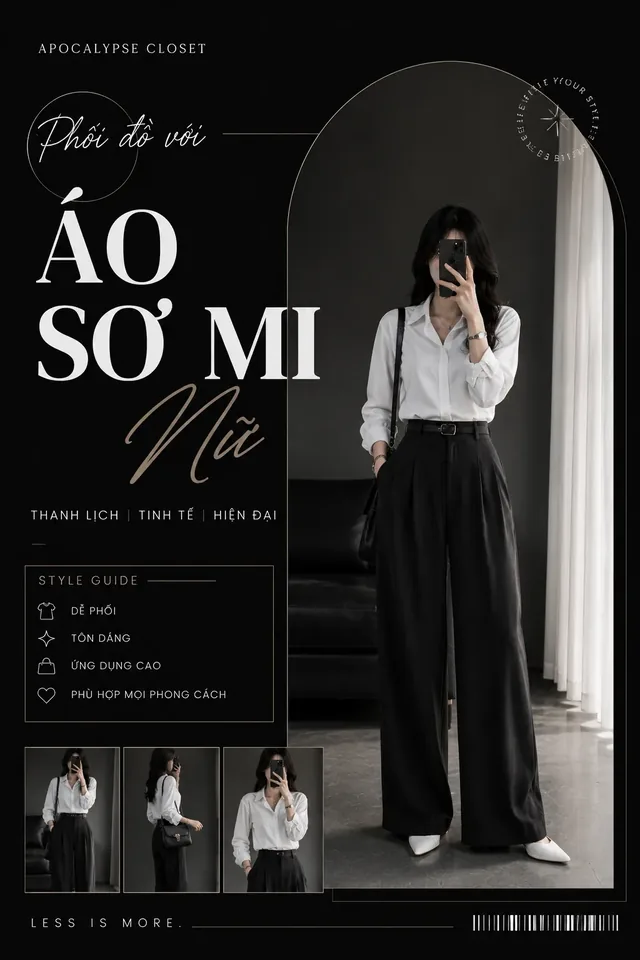 APOCALYPSE CLOSET
Phối đồ với
ÁO
SƠ MI
Nữ
THANH LỊCH | TINH TẾ | HIỆN ĐẠI
STYLE GUIDE
DỄ PHỐI
TÔN DÁNG
ỨNG DỤNG CAO
PHÙ HỢP MỌI PHONG CÁCH
LESS IS MORE.